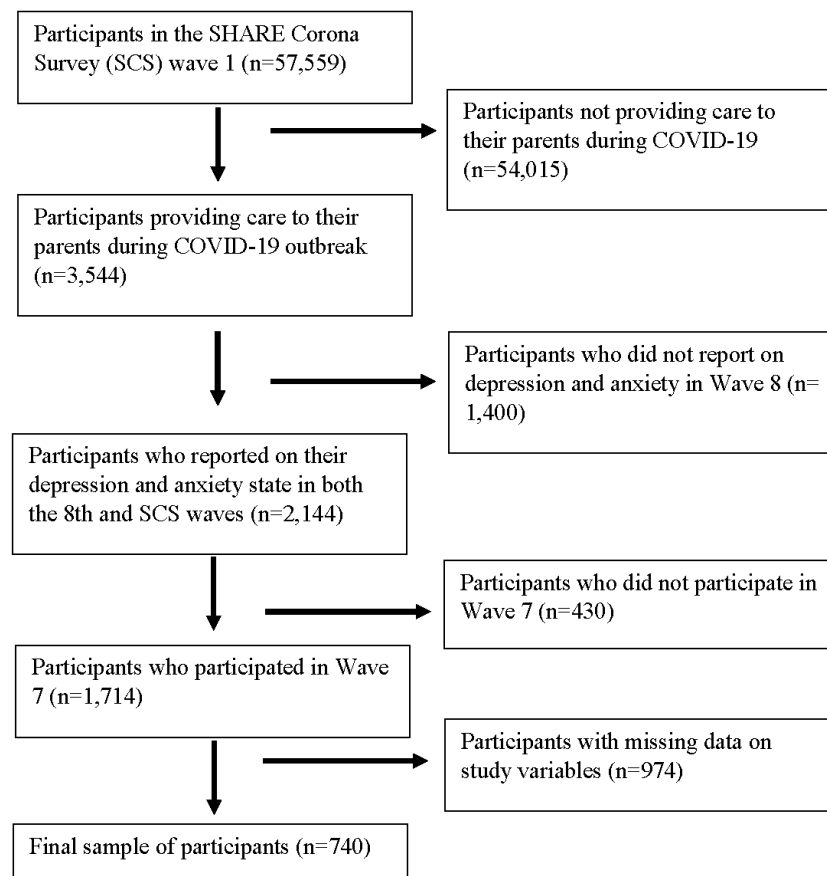 Participants in the SHARE Corona
Survey (SCS) wave 1 (n=57,559)
Participants not providing care to
their parents during COVID-19
(n=54,015)
Participants providing care to their
parents during COVID-19 outbreak
(n=3,544)
Participants who did not report on
depression and anxiety in Wave 8 (n=
1,400)
Participants who reported on their
depression and anxiety state in both
the 8th and SCS waves (n=2,144)
Participants who did not participate in
Wave 7 (n=430)
Participants who participated in Wave
7 (n=1,714)
Participants with missing data on
study variables (n=974)
Final sample of participants (n=740)